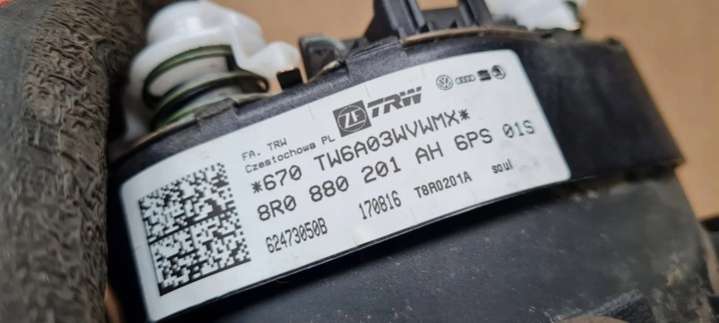 ZF TRW
FA. TRW
Czestochowa PL
*670 TW6A03WVWMX*
8R0 880 201 AH 6PS 01S
62473050B 170816 T8R0201A soul